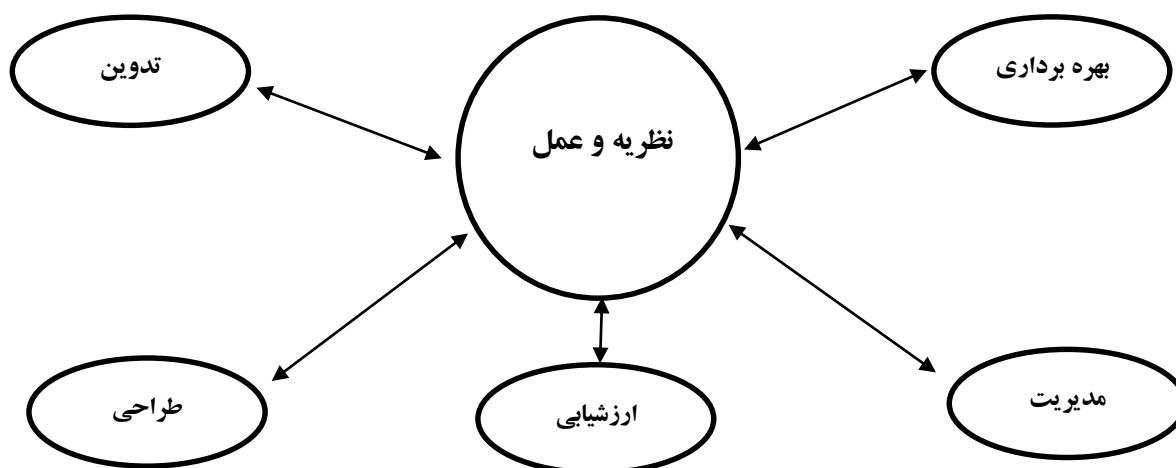 بهره برداری
تدوین
نظریه و عمل
مدیریت
ارزشیابی
طراحی